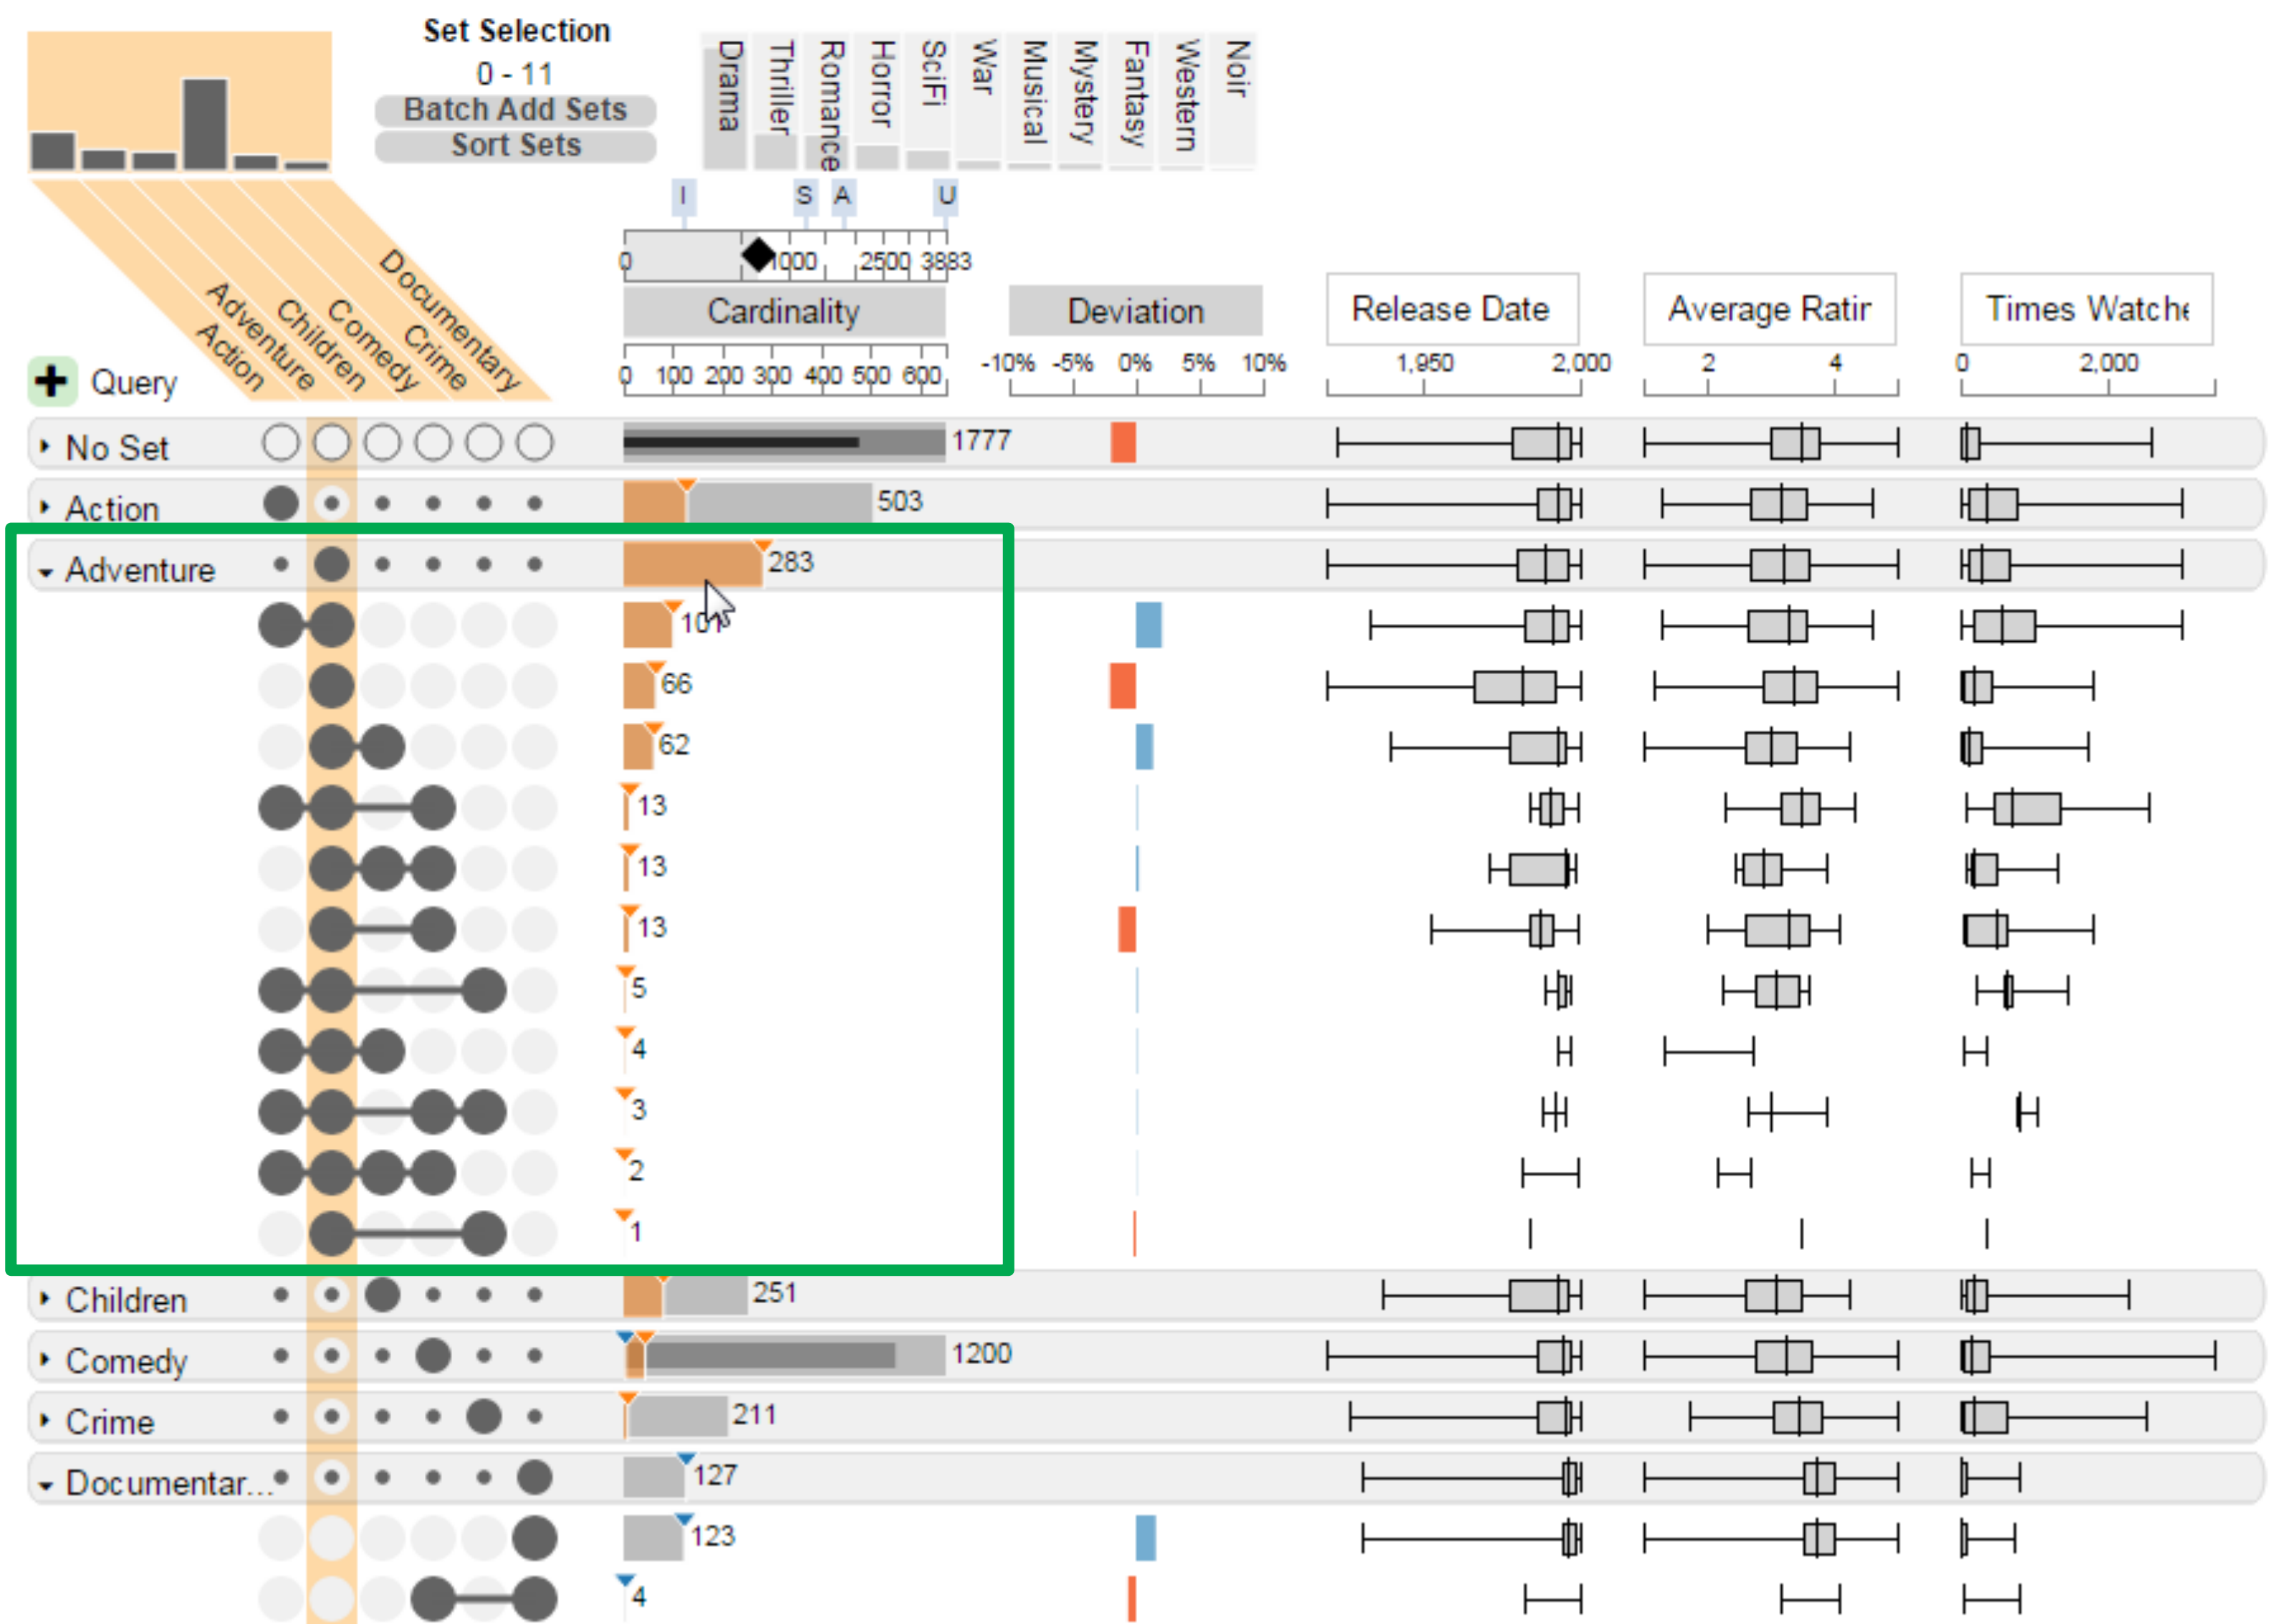 Set Selection
0 - 11
Batch Add Sets
Sort Sets
Drama
Thriller
Romance
Horror
SciFi
War
Musical
Mystery
Fantasy
Western
Noir
I S A U
0 1000 2500 3883
Cardinality
Deviation
Release Date
Average Ratir
Times Watche
0 100 200 300 400 500 600
-10% -5% 0% 5% 10%
1,950 2,000
2 4
0 2,000
Query
Action
Adventure
Children
Comedy
Crime
Documentary
No Set 1777
Action 503
Adventure 283
101
66
62
13
13
13
5
4
3
2
1
Children 251
Comedy 1200
Crime 211
Documentar... 127
123
4